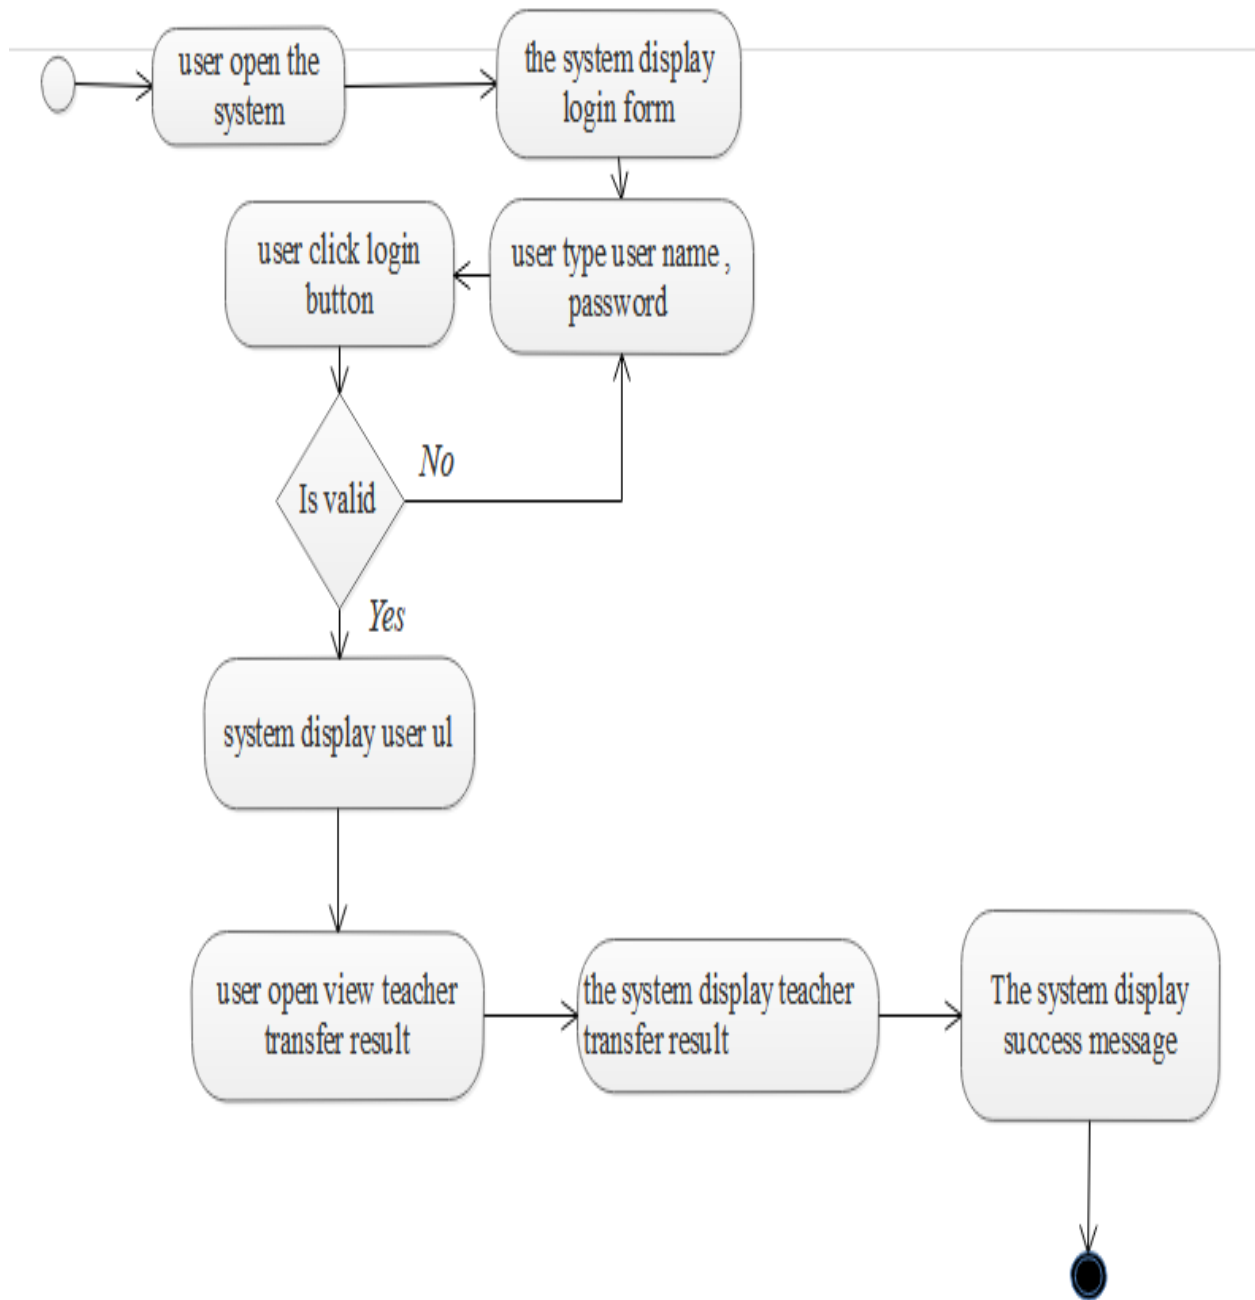 user open the
system
the system display
login form
user type user name ,
password
user click login
button
Is valid
No
Yes
system display user ul
user open view teacher
transfer result
the system display teacher
transfer result
The system display
success message